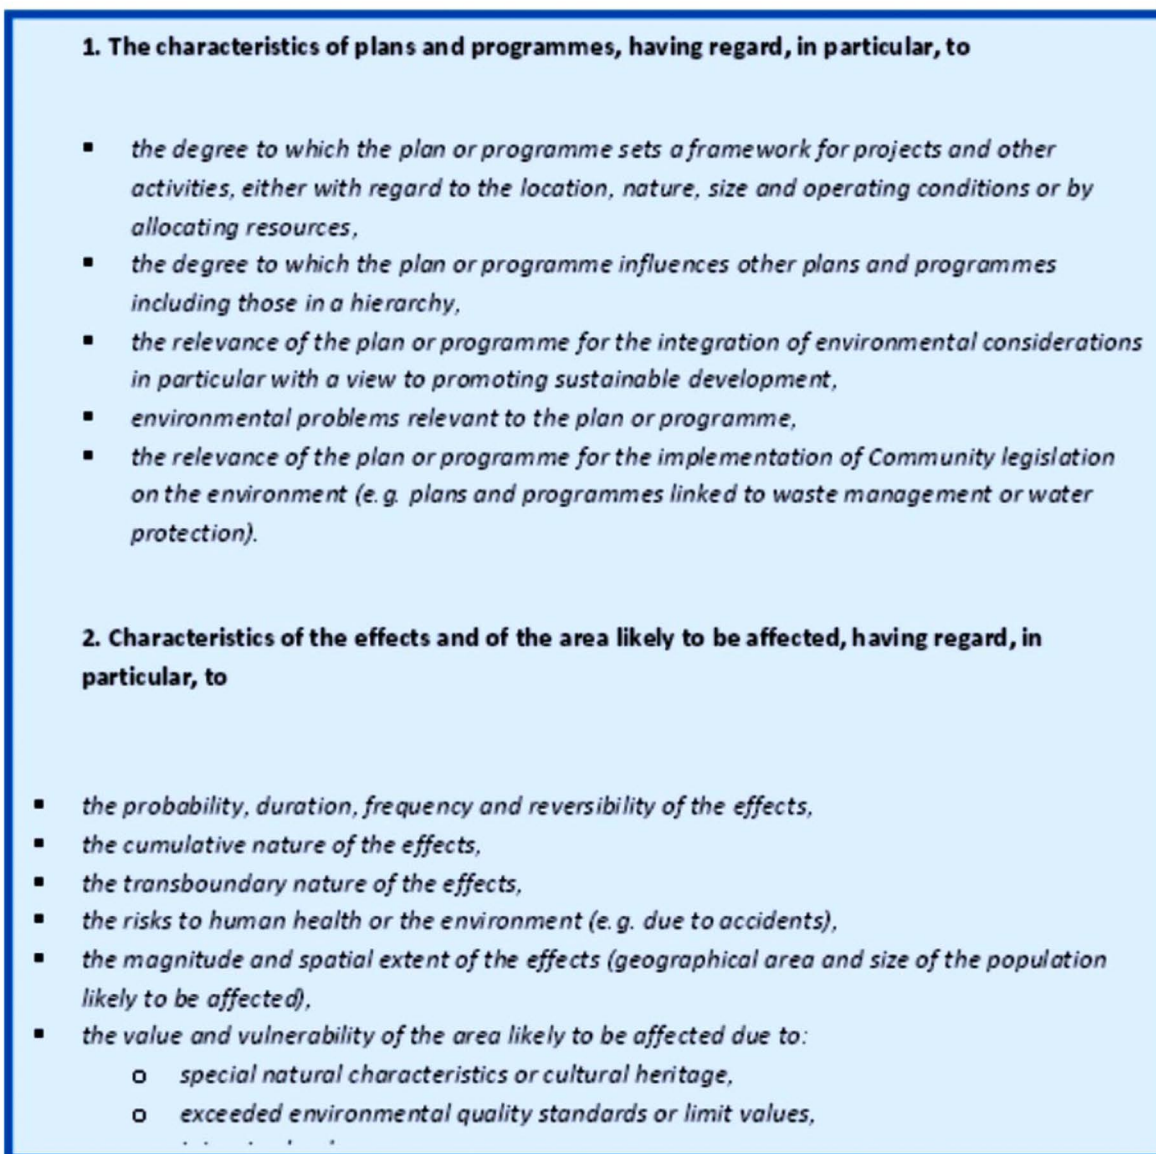 1. The characteristics of plans and programmes, having regard, in particular, to
▪ the degree to which the plan or programme sets a framework for projects and other
activities, either with regard to the location, nature, size and operating conditions or by
allocating resources,
▪ the degree to which the plan or programme influences other plans and programmes
including those in a hierarchy,
▪ the relevance of the plan or programme for the integration of environmental considerations
in particular with a view to promoting sustainable development,
▪ environmental problems relevant to the plan or programme,
▪ the relevance of the plan or programme for the implementation of Community legislation
on the environment (e.g. plans and programmes linked to waste management or water
protection).
2. Characteristics of the effects and of the area likely to be affected, having regard, in
particular, to
▪ the probability, duration, frequency and reversibility of the effects,
▪ the cumulative nature of the effects,
▪ the transboundary nature of the effects,
▪ the risks to human health or the environment (e.g. due to accidents),
▪ the magnitude and spatial extent of the effects (geographical area and size of the population
likely to be affected),
▪ the value and vulnerability of the area likely to be affected due to:
o special natural characteristics or cultural heritage,
o exceeded environmental quality standards or limit values,